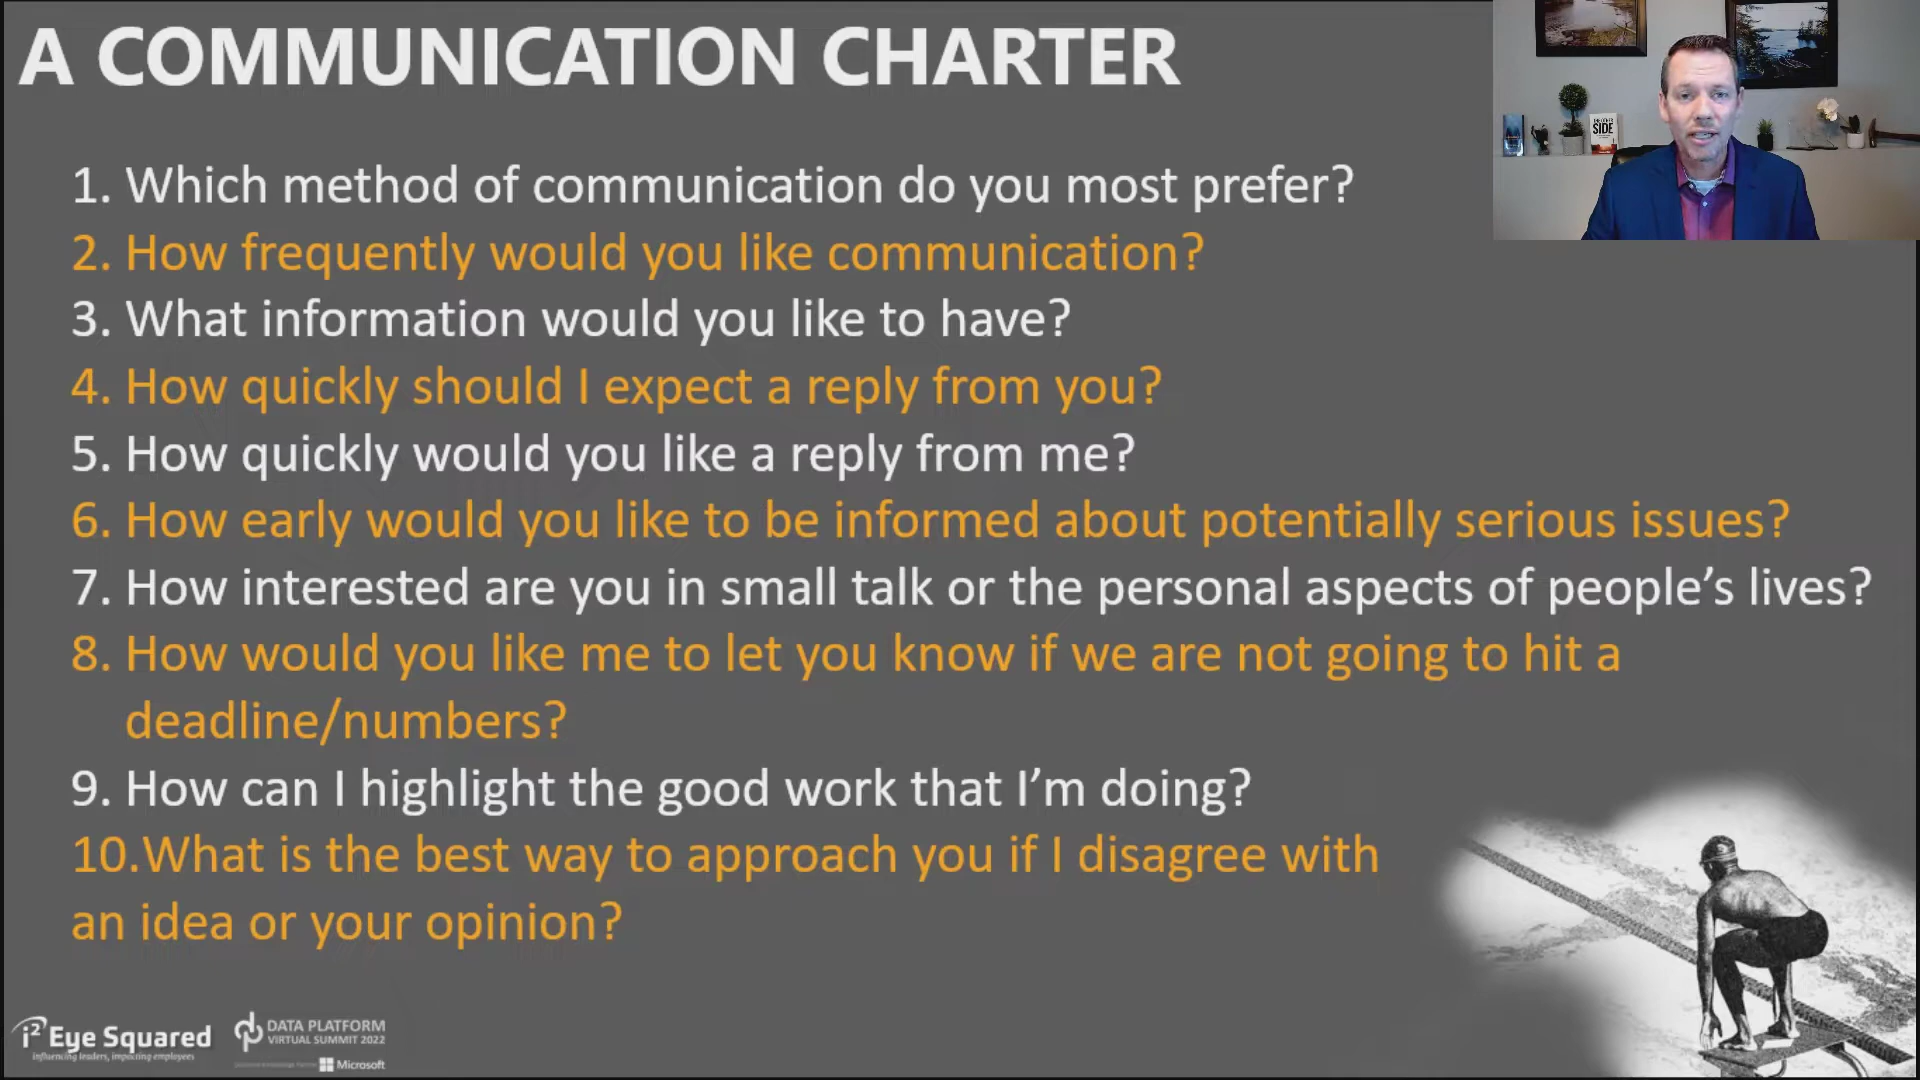 A COMMUNICATION CHARTER
1. Which method of communication do you most prefer?
2. How frequently would you like communication?
3. What information would you like to have?
4. How quickly should I expect a reply from you?
5. How quickly would you like a reply from me?
6. How early would you like to be informed about potentially serious issues?
7. How interested are you in small talk or the personal aspects of people’s lives?
8. How would you like me to let you know if we are not going to hit a
deadline/numbers?
9. How can I highlight the good work that I’m doing?
10.What is the best way to approach you if I disagree with
an idea or your opinion?
SIDE
i² Eye Squared
influencing leaders, impacting employees
DATA PLATFORM
VIRTUAL SUMMIT 2022
Microsoft